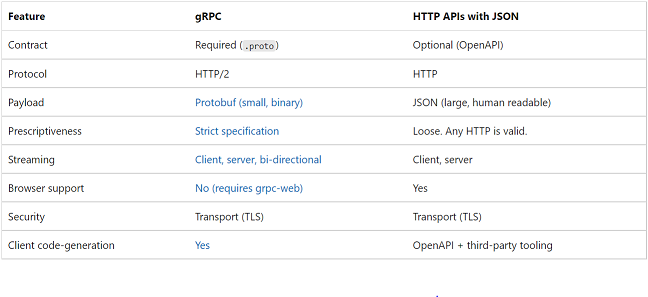 Feature gRPC HTTP APIs with JSON
Contract Required (.proto) Optional (OpenAPI)
Protocol HTTP/2 HTTP
Payload Protobuf (small, binary) JSON (large, human readable)
Prescriptiveness Strict specification Loose. Any HTTP is valid.
Streaming Client, server, bi-directional Client, server
Browser support No (requires grpc-web) Yes
Security Transport (TLS) Transport (TLS)
Client code-generation Yes OpenAPI + third-party tooling